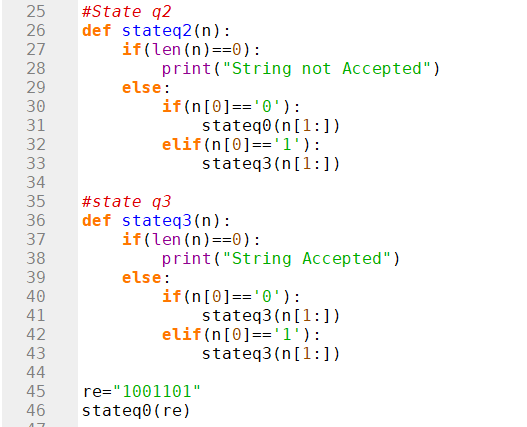 25 #State q2
26 def stateq2(n):
27     if(len(n)==0):
28         print("String not Accepted")
29     else:
30         if(n[0]=='0'):
31             stateq0(n[1:])
32         elif(n[0]=='1'):
33             stateq3(n[1:])
34
35 #state q3
36 def stateq3(n):
37     if(len(n)==0):
38         print("String Accepted")
39     else:
40         if(n[0]=='0'):
41             stateq3(n[1:])
42         elif(n[0]=='1'):
43             stateq3(n[1:])
44
45 re="1001101"
46 stateq0(re)
47